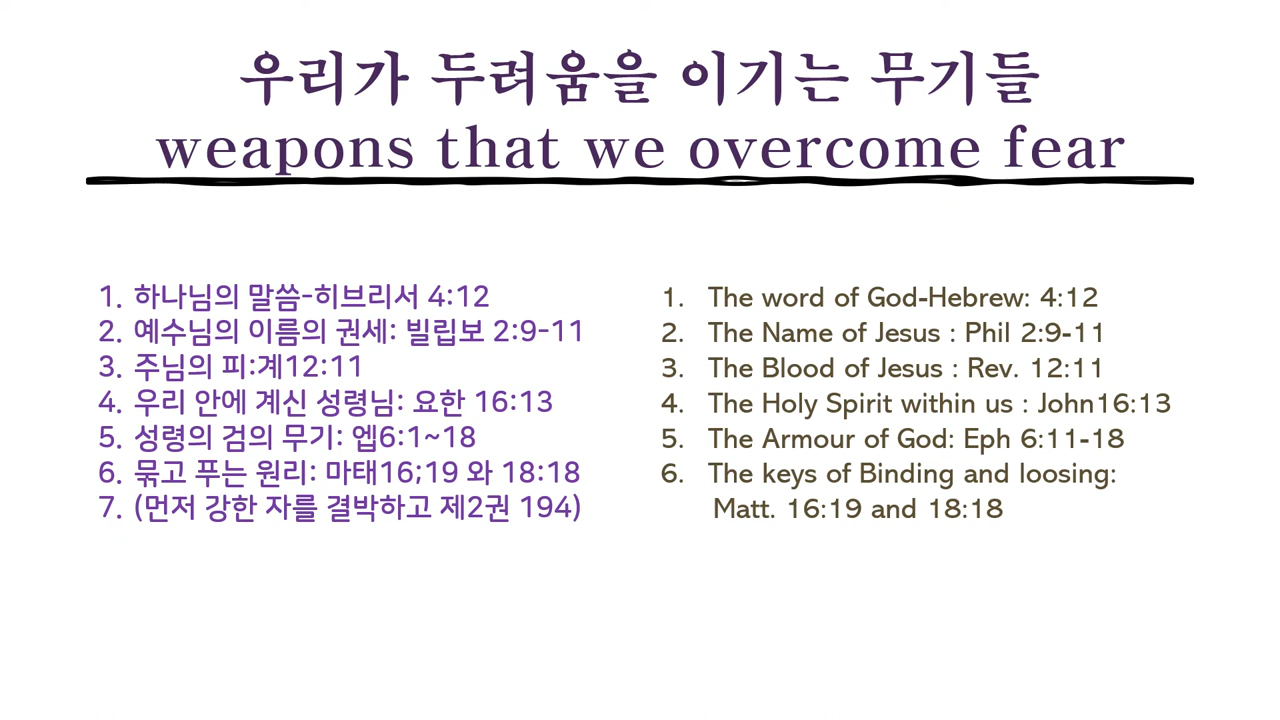 우리가 두려움을 이기는 무기들
weapons that we overcome fear
1. 하나님의 말씀-히브리서 4:12
2. 예수님의 이름의 권세: 빌립보 2:9-11
3. 주님의 피:계12:11
4. 우리 안에 계신 성령님: 요한 16:13
5. 성령의 검의 무기: 엡6:1~18
6. 묶고 푸는 원리: 마태16;19 와 18:18
7. (먼저 강한 자를 결박하고 제2권 194)
1. The word of God-Hebrew: 4:12
2. The Name of Jesus : Phil 2:9-11
3. The Blood of Jesus : Rev. 12:11
4. The Holy Spirit within us : John16:13
5. The Armour of God: Eph 6:11-18
6. The keys of Binding and loosing:
Matt. 16:19 and 18:18